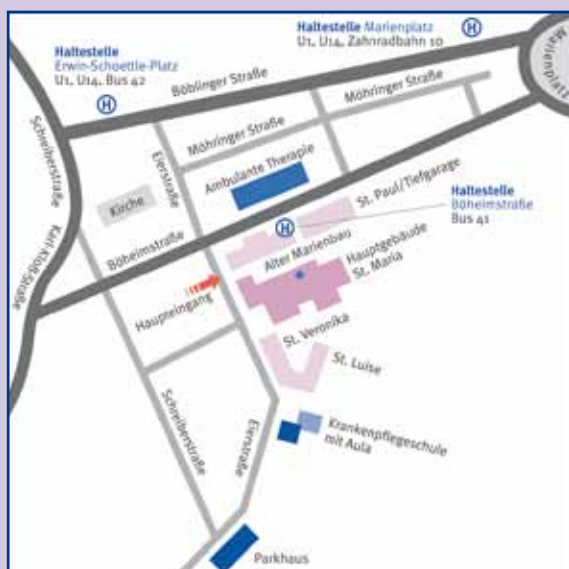 Haltestelle Marienplatz
U1, U14, Zahnradbahn 10
H
Marienplatz
Haltestelle
Erwin-Schoettle-Platz
U1, U14, Bus 42
H
Böblinger Straße
Möhringer Straße
Möhringer Straße
Schreiberstraße
Eierstraße
Ambulante Therapie
Kirche
St. Paul/Tiefgarage
Haltestelle
Böheimstraße
Bus 41
H
Karl-Kloß-Straße
Böheimstraße
Alter Marienbau
Hauptgebäude
St. Maria
Haupteingang
St. Veronika
St. Luise
Schreiberstraße
Eierstraße
Krankenpflegeschule
mit Aula
Parkhaus